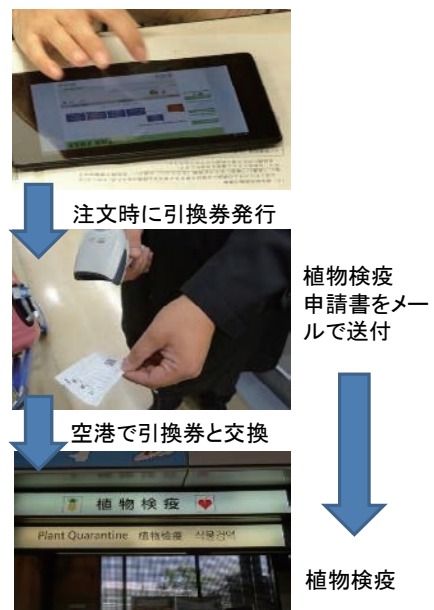 注文時に引換券発行
植物検疫
申請書をメー
ルで送付
空港で引換券と交換
植物検疫
Plant Quarantine 植物検疫 식물검역
植物検疫